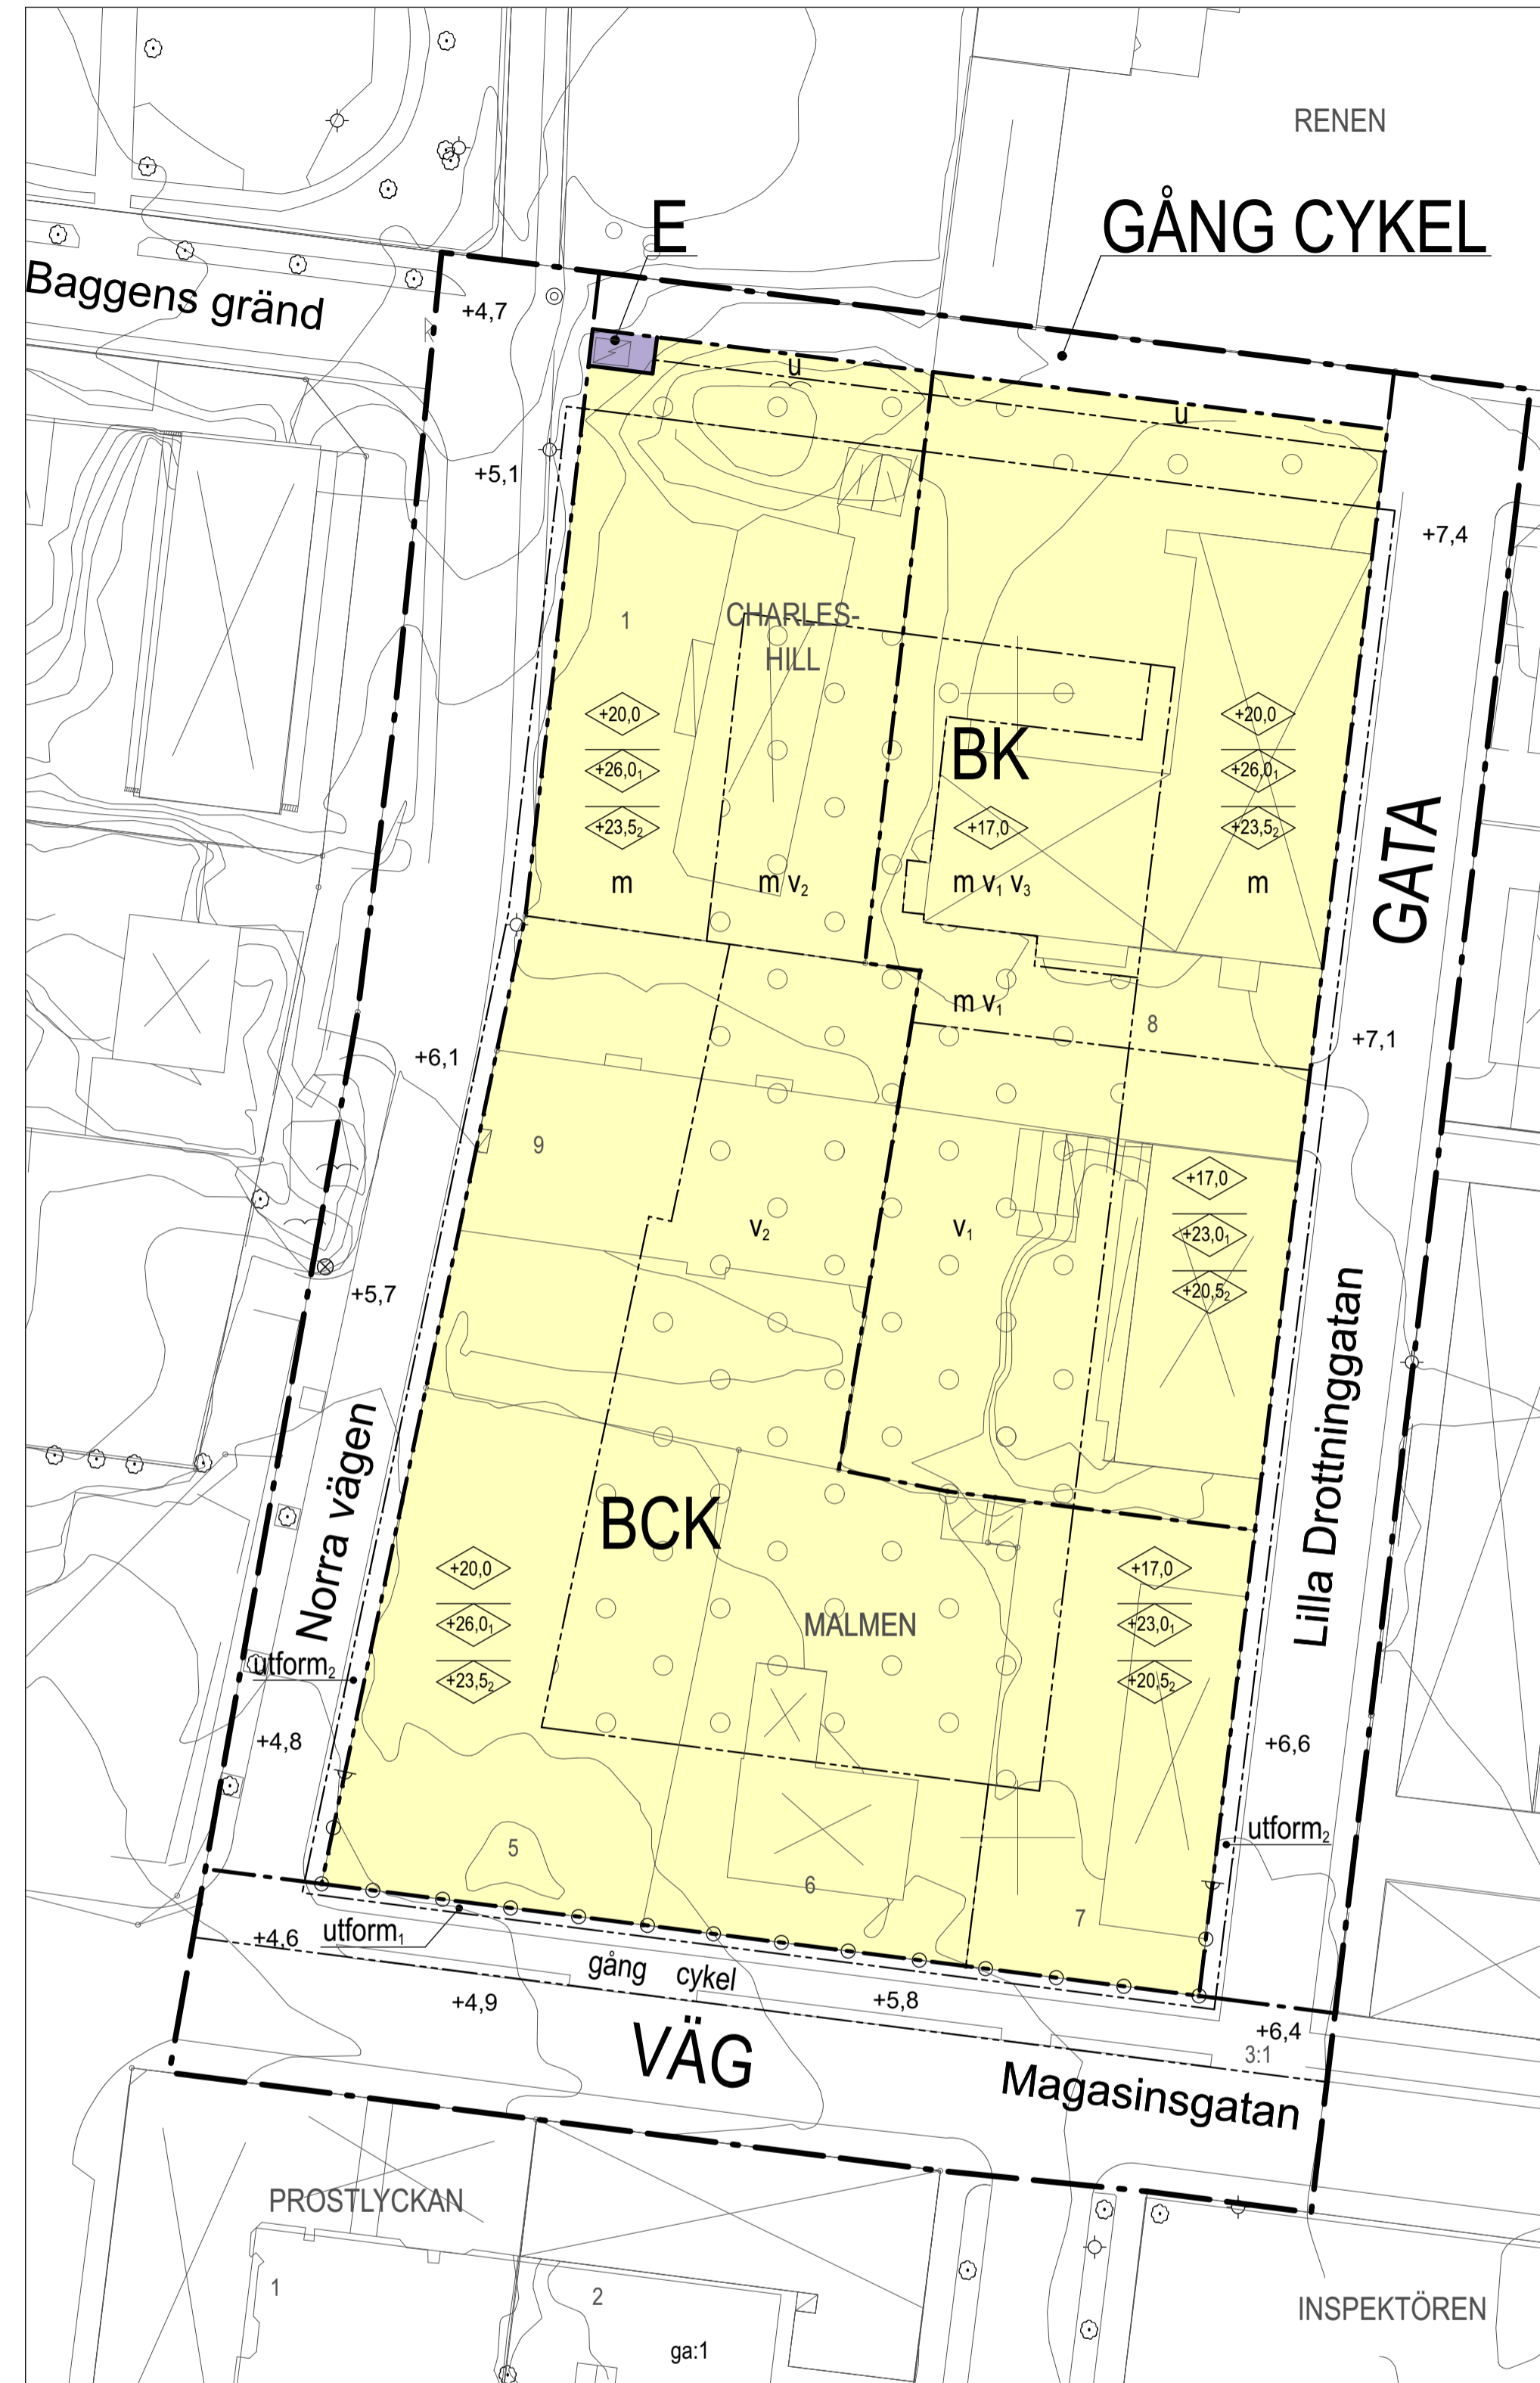 RENEN
E
GÅNG CYKEL
Baggens gränd
+4,7
u
u
+5,1
+7,4
1
CHARLES-
HILL
+20,0
+26,0₁
+23,5₂
m
m v₂
BK
+17,0
m v₁ v₃
+20,0
+26,0₁
+23,5₂
m
GATA
m v₁
8
+7,1
+6,1
9
v₂
v₁
+17,0
+23,0₁
+20,5₂
+5,7
Lilla Drottninggatan
Norra vägen
BCK
+20,0
+26,0₁
+23,5₂
MALMEN
+17,0
+23,0₁
+20,5₂
utform₂
+4,8
+6,6
utform₂
5
6
7
+4,6
utform₁
gång cykel
+4,9
+5,8
+6,4
3:1
VÄG
Magasinsgatan
PROSTLYCKAN
1
2
ga:1
INSPEKTÖREN